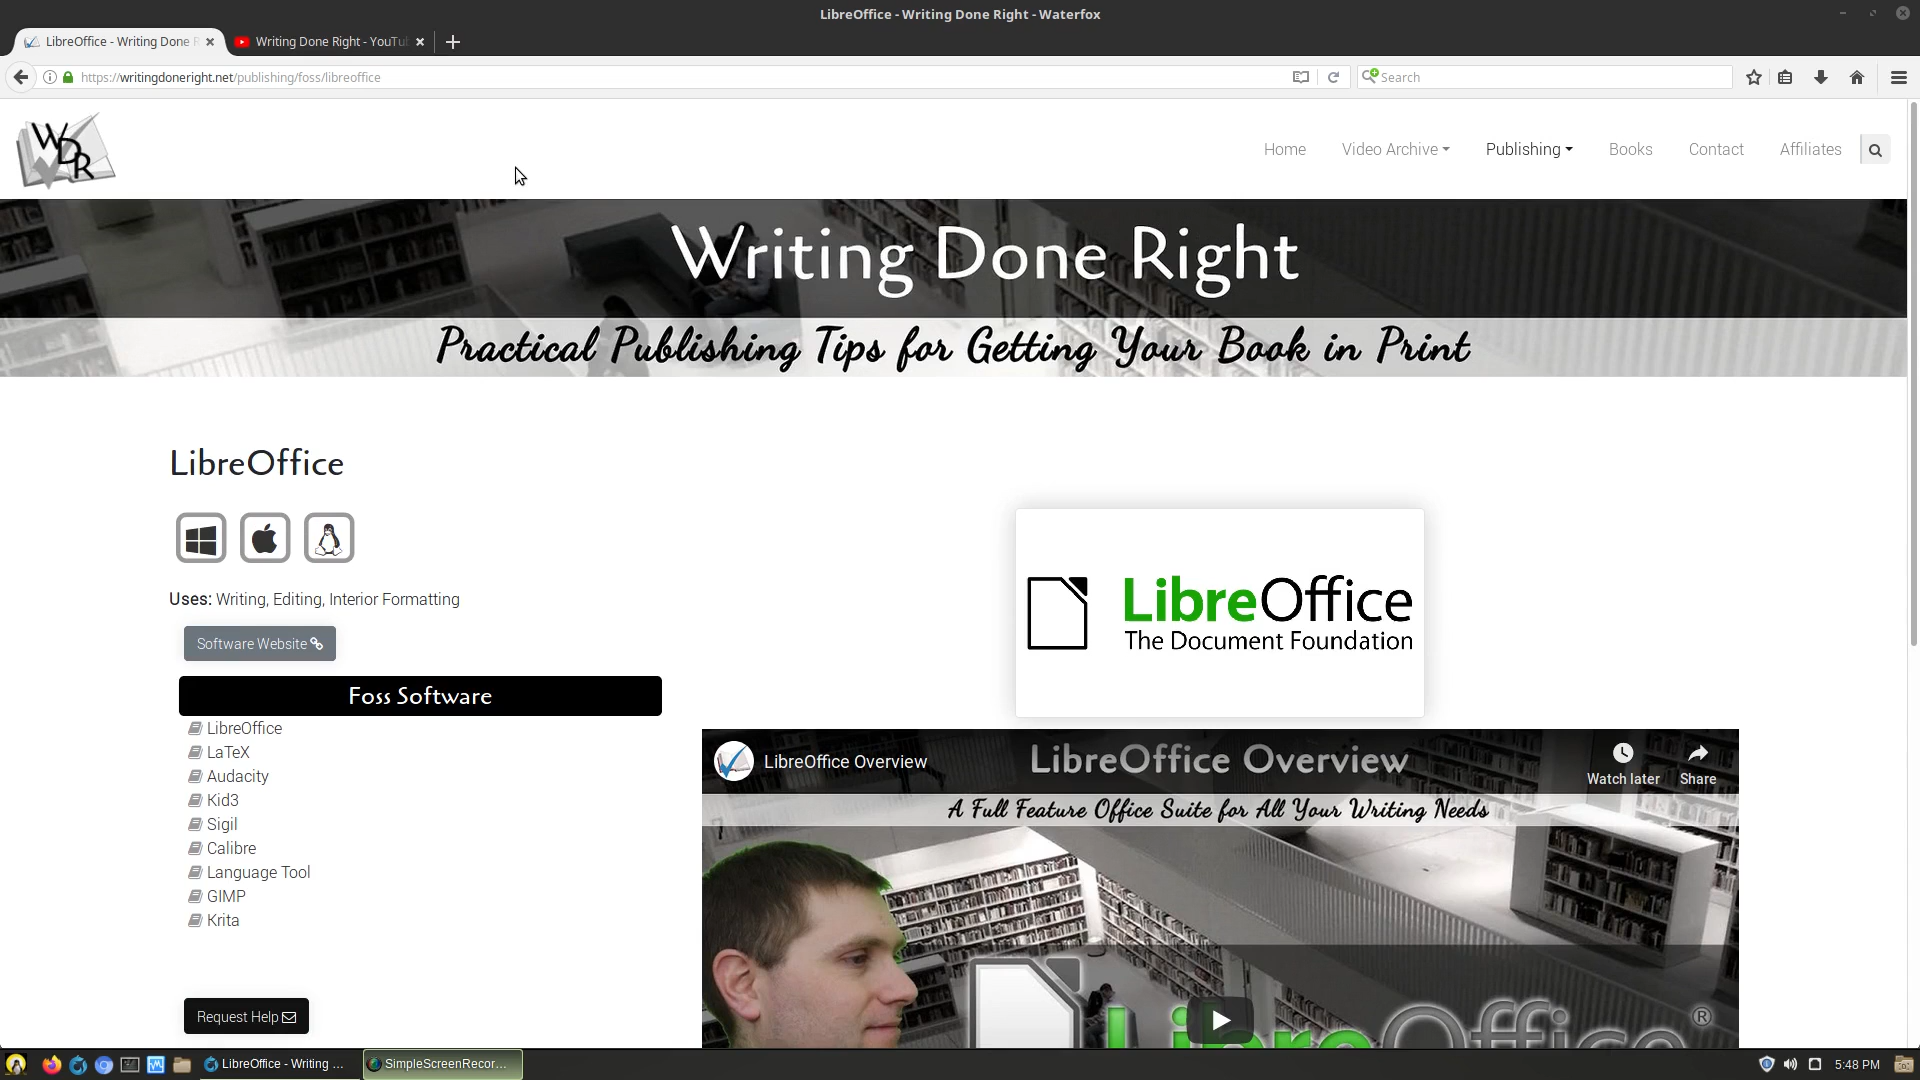 LibreOffice - Writing Done Right - Waterfox
LibreOffice - Writing Done R
Writing Done Right - YouTu
https://writingdoneright.net/publishing/foss/libreoffice
Search
WDR
Home
Video Archive
Publishing
Books
Contact
Affiliates
Writing Done Right
Practical Publishing Tips for Getting Your Book in Print
LibreOffice
Uses: Writing, Editing, Interior Formatting
Software Website
Foss Software
LibreOffice
LaTeX
Audacity
Kid3
Sigil
Calibre
Language Tool
GIMP
Krita
Request Help
LibreOffice
The Document Foundation
LibreOffice Overview
LibreOffice Overview
Watch later
Share
A Full Feature Office Suite for All Your Writing Needs
LibreOffice®
LibreOffice - Writing ...
SimpleScreenRecor...
5:48 PM